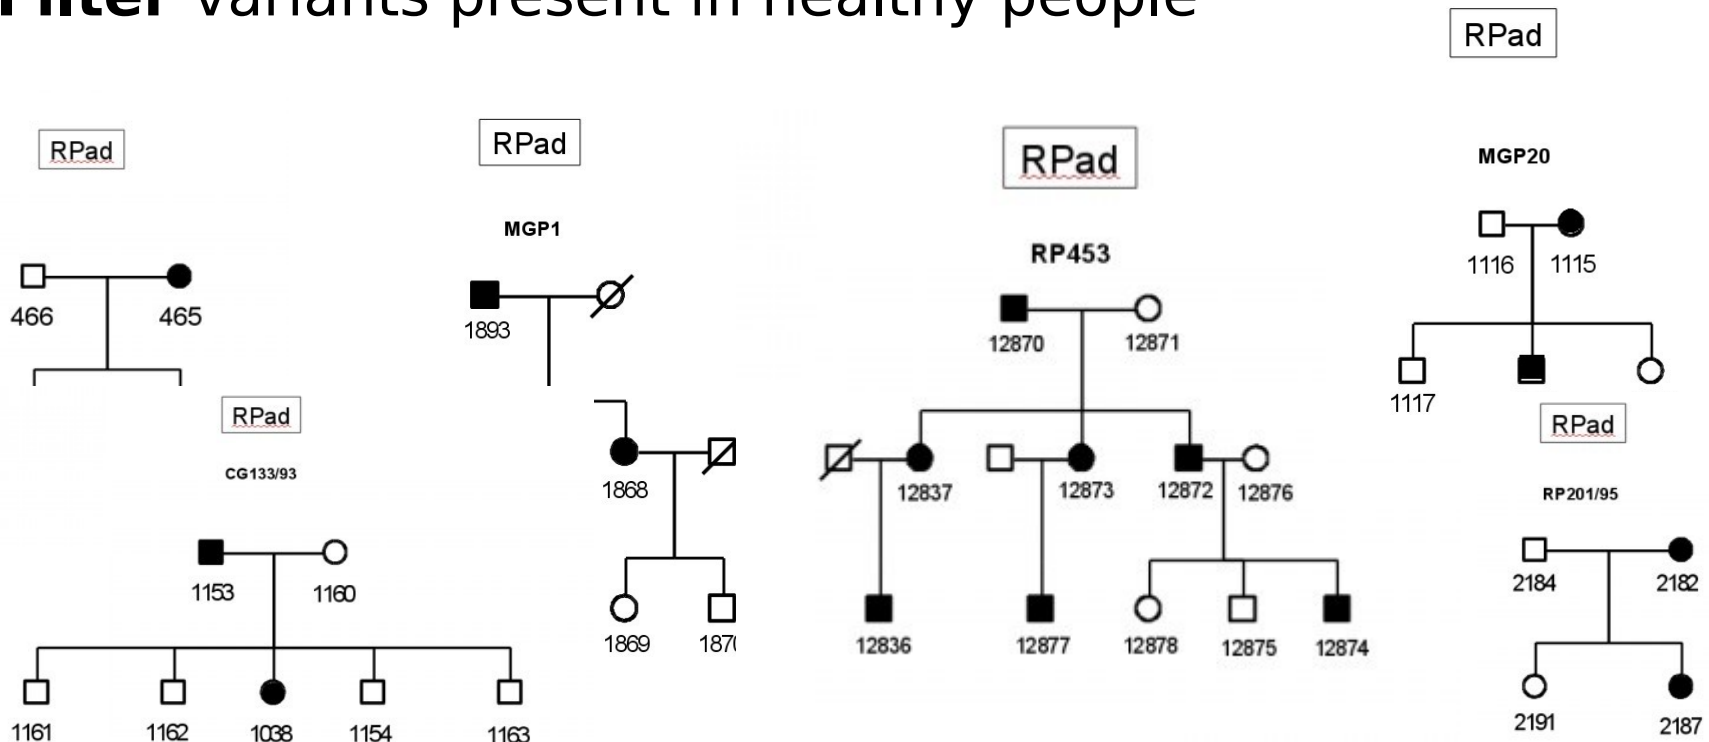 Filter variants present in healthy people
RPad
466 465
RPad
MGP1
1893
1868
1869 1870
RPad
CG133/93
1153 1160
1161 1162 1038 1154 1163
RPad
RP453
12870 12871
12837 12873 12872 12876
12836 12877 12878 12875 12874
RPad
MGP20
1116 1115
1117
RPad
RP201/95
2184 2182
2191 2187